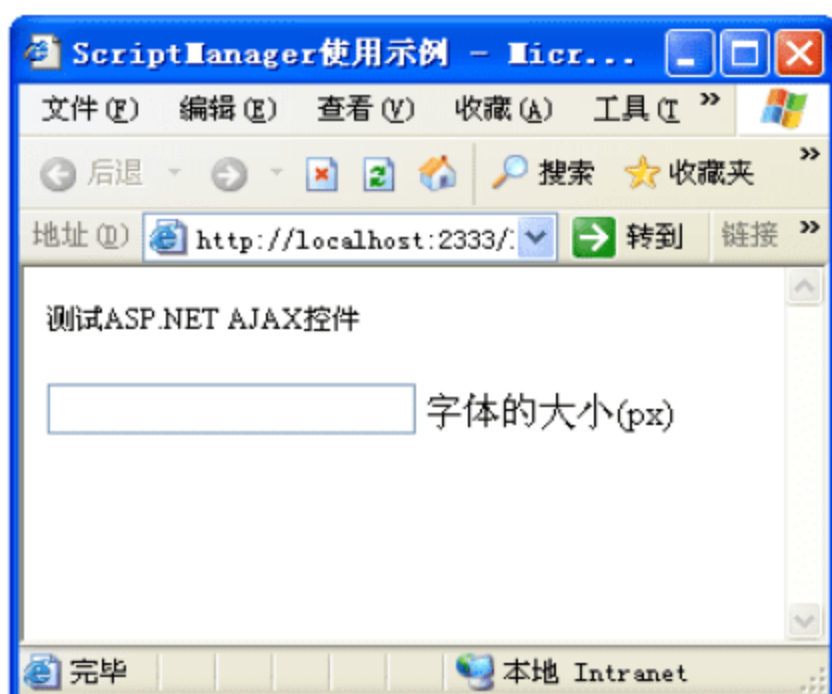 ScriptManager使用示例 - Micr...
文件(F) 编辑(E) 查看(V) 收藏(A) 工具(T »
后退 搜索 收藏夹 »
地址(D) http://localhost:2333/ 转到 链接 »
测试ASP.NET AJAX控件
字体的大小(px)
完毕 本地 Intranet